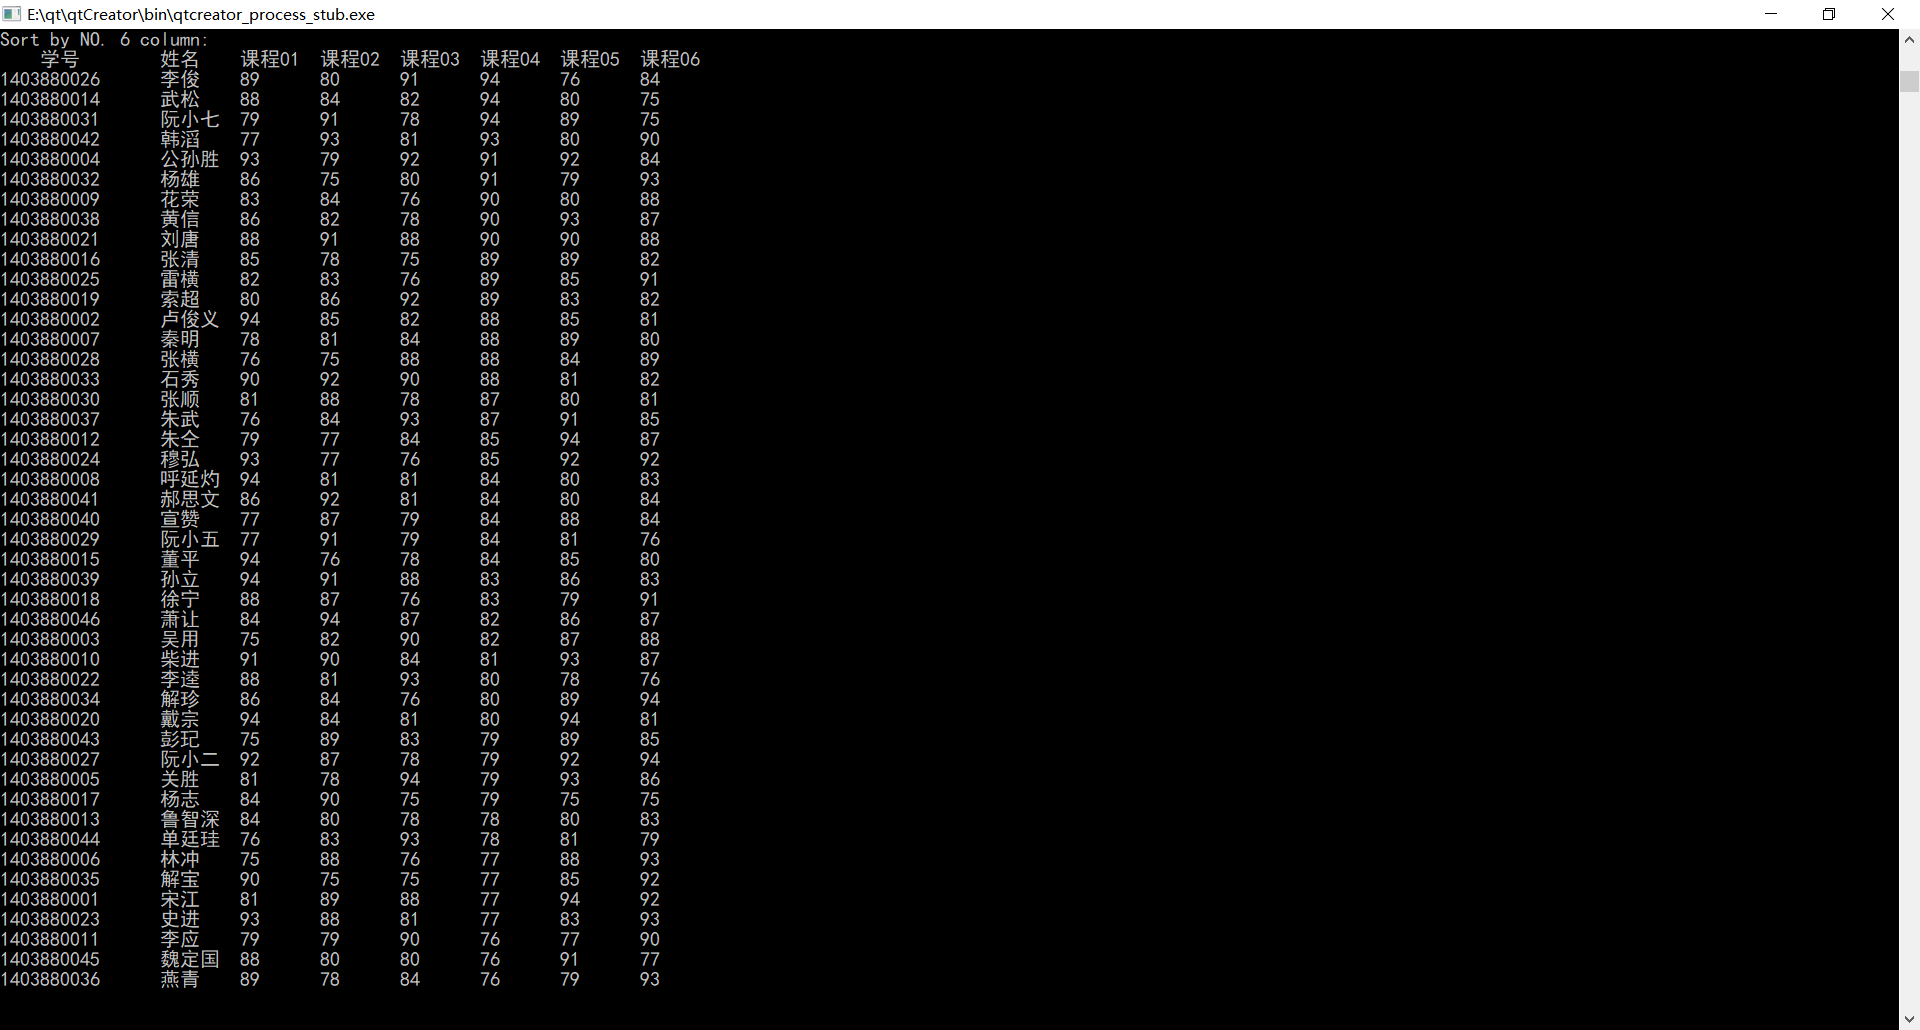 E:\qt\qtCreator\bin\qtcreator_process_stub.exe
Sort by NO. 6 column:
学号 姓名 课程01 课程02 课程03 课程04 课程05 课程06
1403880026 李俊 89 80 91 94 76 84
1403880014 武松 88 84 82 94 80 75
1403880031 阮小七 79 91 78 94 89 75
1403880042 韩滔 77 93 81 93 80 90
1403880004 公孙胜 93 79 92 91 92 84
1403880032 杨雄 86 75 80 91 79 93
1403880009 花荣 83 84 76 90 80 88
1403880038 黄信 86 82 78 90 93 87
1403880021 刘唐 88 91 88 90 90 88
1403880016 张清 85 78 75 89 89 82
1403880025 雷横 82 83 76 89 85 91
1403880019 索超 80 86 92 89 83 82
1403880002 卢俊义 94 85 82 88 85 81
1403880007 秦明 78 81 84 88 89 80
1403880028 张横 76 75 88 88 84 89
1403880033 石秀 90 92 90 88 81 82
1403880030 张顺 81 88 78 87 80 81
1403880037 朱武 76 84 93 87 91 85
1403880012 朱仝 79 77 84 85 94 87
1403880024 穆弘 93 77 76 85 92 92
1403880008 呼延灼 94 81 81 84 80 83
1403880041 郝思文 86 92 81 84 80 84
1403880040 宣赞 77 87 79 84 88 84
1403880029 阮小五 77 91 79 84 81 76
1403880015 董平 94 76 78 84 85 80
1403880039 孙立 94 91 88 83 86 83
1403880018 徐宁 88 87 76 83 79 91
1403880046 萧让 84 94 87 82 86 87
1403880003 吴用 75 82 90 82 87 88
1403880010 柴进 91 90 84 81 93 87
1403880022 李逵 88 81 93 80 78 76
1403880034 解珍 86 84 76 80 89 94
1403880020 戴宗 94 84 81 80 94 81
1403880043 彭玘 75 89 83 79 89 85
1403880027 阮小二 92 87 78 79 92 94
1403880005 关胜 81 78 94 79 93 86
1403880017 杨志 84 90 75 79 75 75
1403880013 鲁智深 84 80 78 78 80 83
1403880044 单廷珪 76 83 93 78 81 79
1403880006 林冲 75 88 76 77 88 93
1403880035 解宝 90 75 75 77 85 92
1403880001 宋江 81 89 88 77 94 92
1403880023 史进 93 88 81 77 83 93
1403880011 李应 79 79 90 76 77 90
1403880045 魏定国 88 80 80 76 91 77
1403880036 燕青 89 78 84 76 79 93